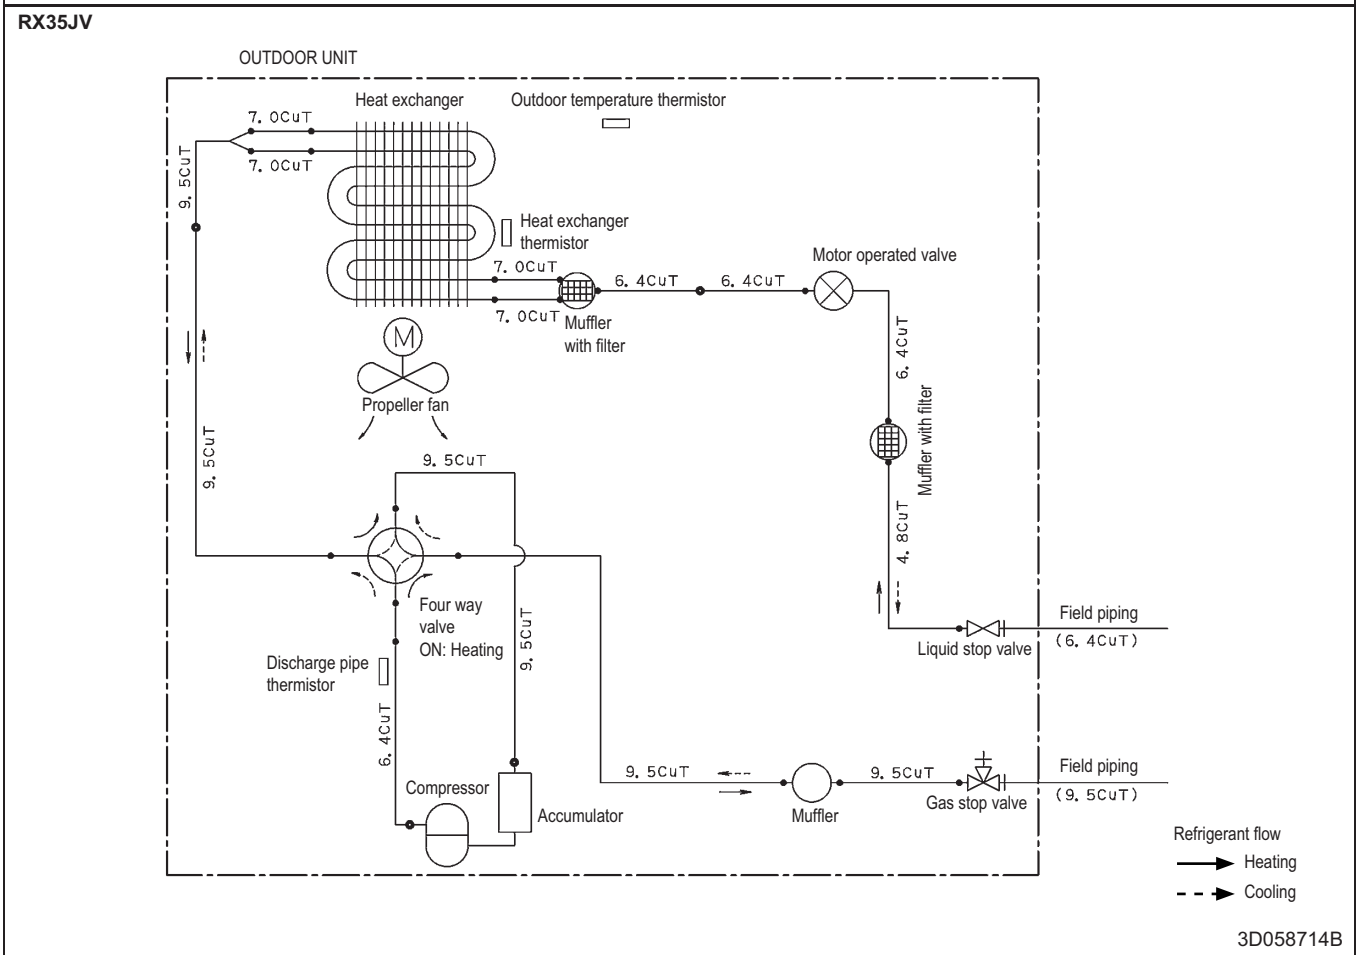 RX35JV
OUTDOOR UNIT
Heat exchanger
Outdoor temperature thermistor
7.0CuT
7.0CuT
9.5CuT
Heat exchanger
thermistor
7.0CuT
7.0CuT
Muffler
with filter
6.4CuT
6.4CuT
Motor operated valve
6.4CuT
Muffler with filter
4.8CuT
M
Propeller fan
9.5CuT
9.5CuT
Four way
valve
ON: Heating
9.5CuT
Discharge pipe
thermistor
6.4CuT
Compressor
Accumulator
Liquid stop valve
Field piping
(6.4CuT)
9.5CuT
Muffler
9.5CuT
Gas stop valve
Field piping
(9.5CuT)
Refrigerant flow
Heating
Cooling
3D058714B